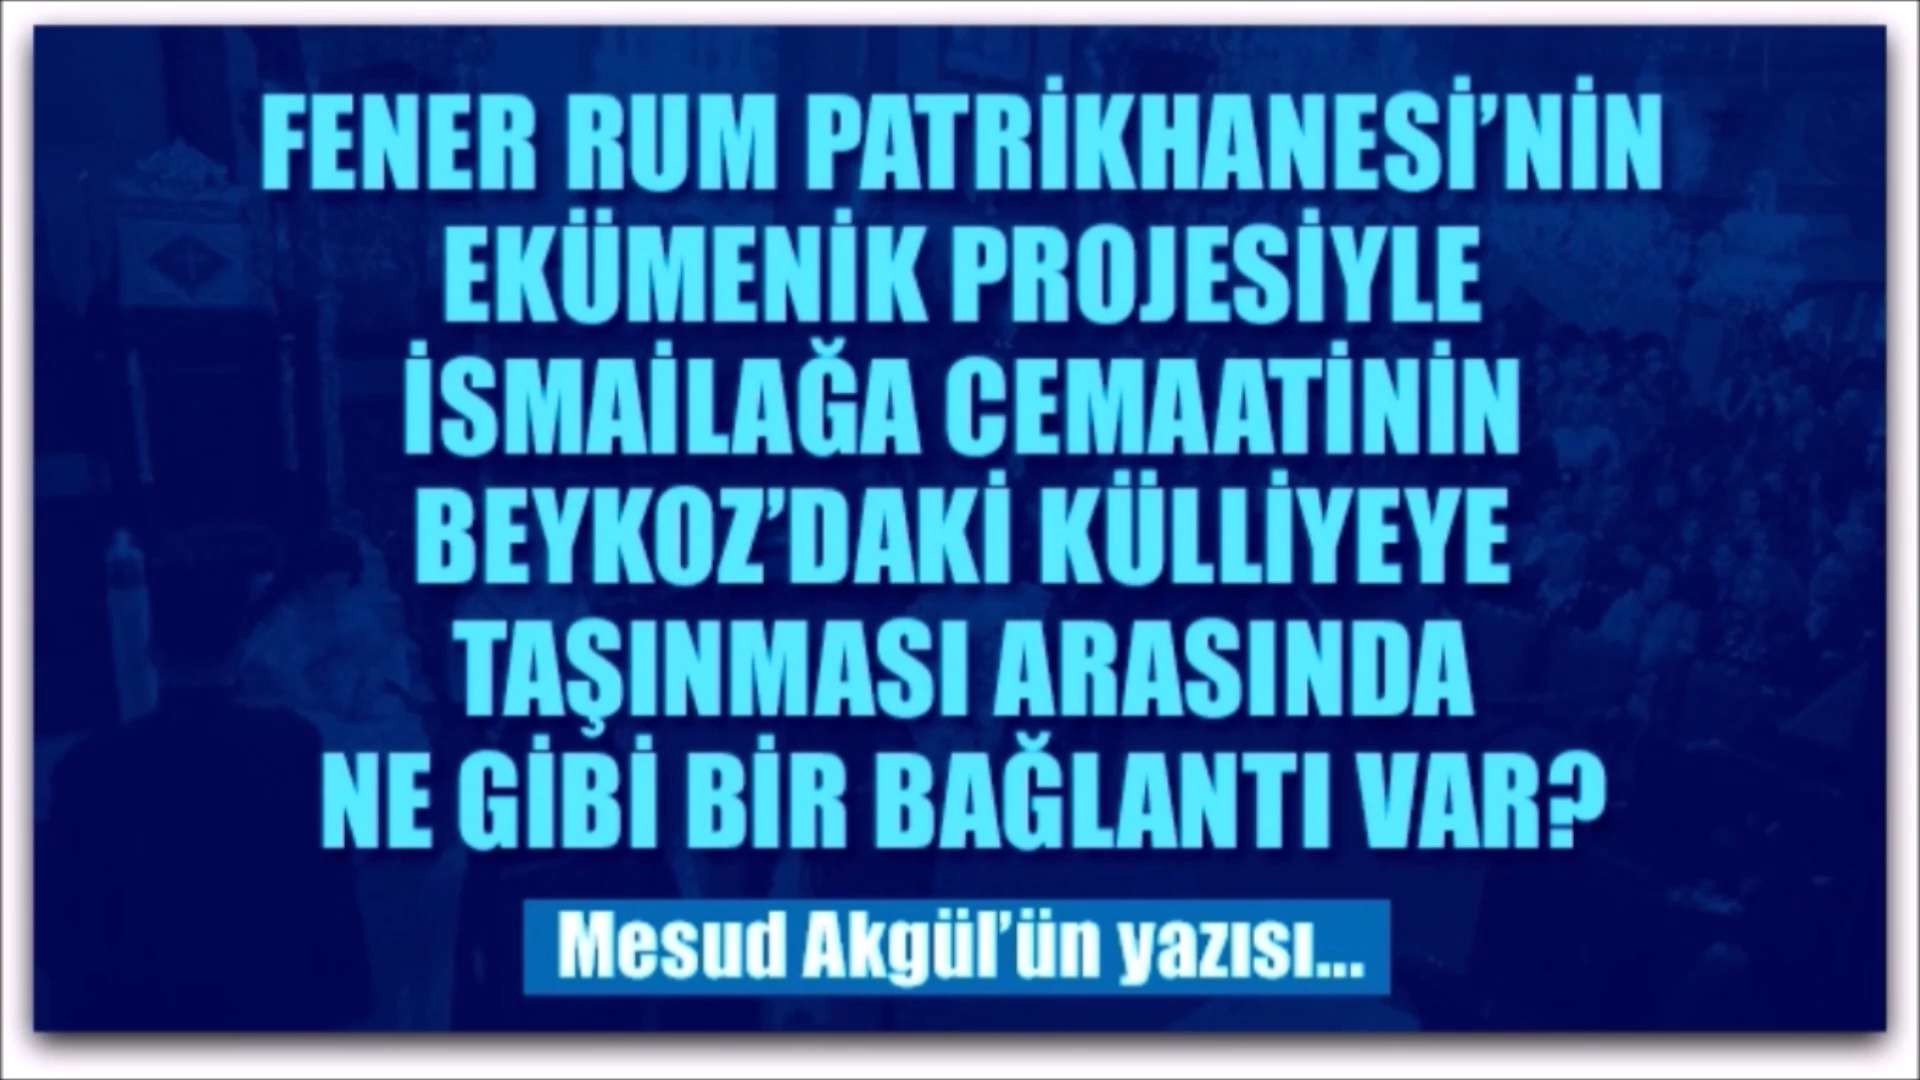 FENER RUM PATRİKHANESİ'NİN
EKÜMENİK PROJESİYLE
İSMAİLAĞA CEMAATİNİN
BEYKOZ'DAKİ KÜLLİYEYE
TAŞINMASI ARASINDA
NE GİBİ BİR BAĞLANTI VAR?
Mesud Akgül'ün yazısı...